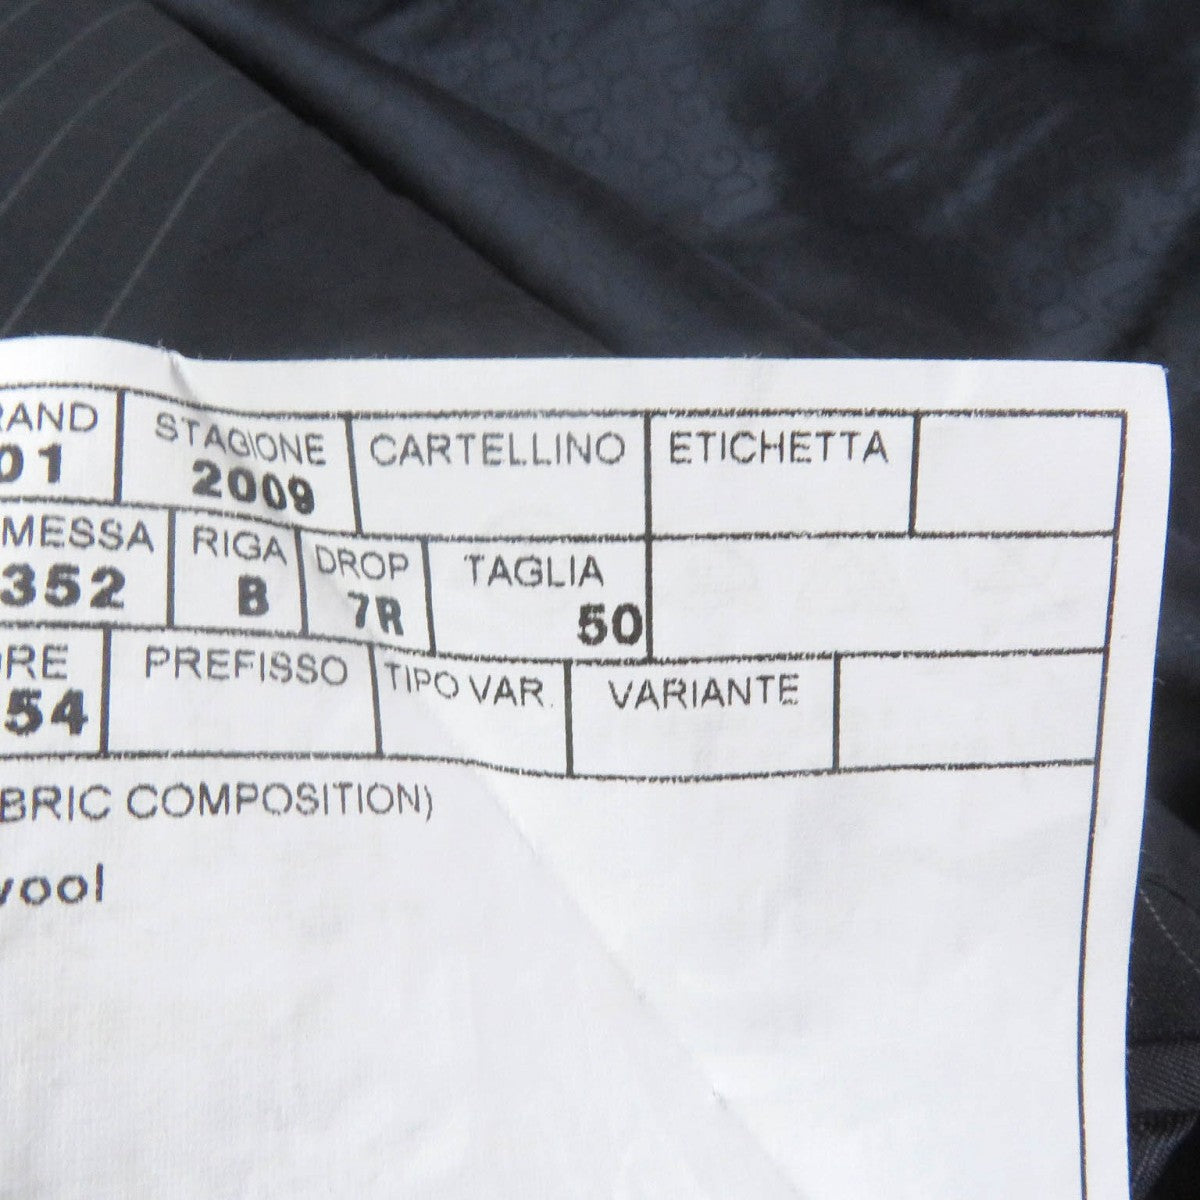 RAND STAGIONE CARTELLINO ETICHETTA
01 2009
MESSA RIGA DROP TAGLIA
352 B 7R 50
RE PREFISSO TIPO VAR. VARIANTE
54
BRIC COMPOSITION)
wool